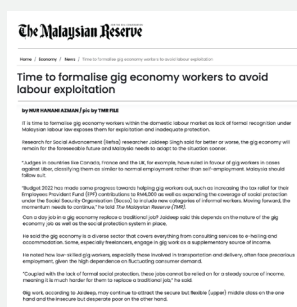 The Malaysian Reserve
Home / Economy / News / Time to formalise gig economy workers to avoid labour exploitation
Time to formalise gig economy workers to avoid
labour exploitation
by NUR HANANI AZMAN / pic by TMR FILE
It is time to formalise gig economy workers within the domestic labour market as lack of formal recognition under
Malaysian labour law exposes them for exploitation and inadequate protection.
Research for Social Advancement (Refsa) researcher Jaideep Singh said for better or worse, the gig economy will
remain for the foreseeable future and Malaysia needs to adapt to the situation sooner.
"Judges in countries like Canada, France and the UK, for example, have ruled in favour of gig workers in cases
against Uber, classifying them as similar to normal employment rather than self-employment. Malaysia should
follow suit.
"Budget 2022 has made some progress towards helping gig workers out, such as increasing the tax relief for their
Employees Provident Fund (EPF) contributions to RM4,000 as well as expanding the coverage of social protection
under the Social Security Organisation (Socso) to include new categories of informal workers. Moving forward, the
momentum needs to continue," he told The Malaysian Reserve (TMR).
Can a day job in a gig economy replace a traditional job? Jaideep said this depends on the nature of the gig
economy job as well as the social protection system in place.
He said the gig economy is a diverse sector that covers everything from consulting services to e-hailing and
accommodation. Some, especially freelancers, engage in gig work as a supplementary source of income.
He noted how low-skilled gig workers, especially those involved in transportation and delivery, often face precarious
employment, given the high dependence on fluctuating consumer demand.
"Coupled with the lack of formal social protection, these jobs cannot be relied on for a steady source of income,
meaning it is much harder for them to replace a traditional job," he said.
Gig work, according to Jaideep, may continue to attract the secure but flexible (upper) middle class on the one
hand and the insecure but desperate poor on the other hand.